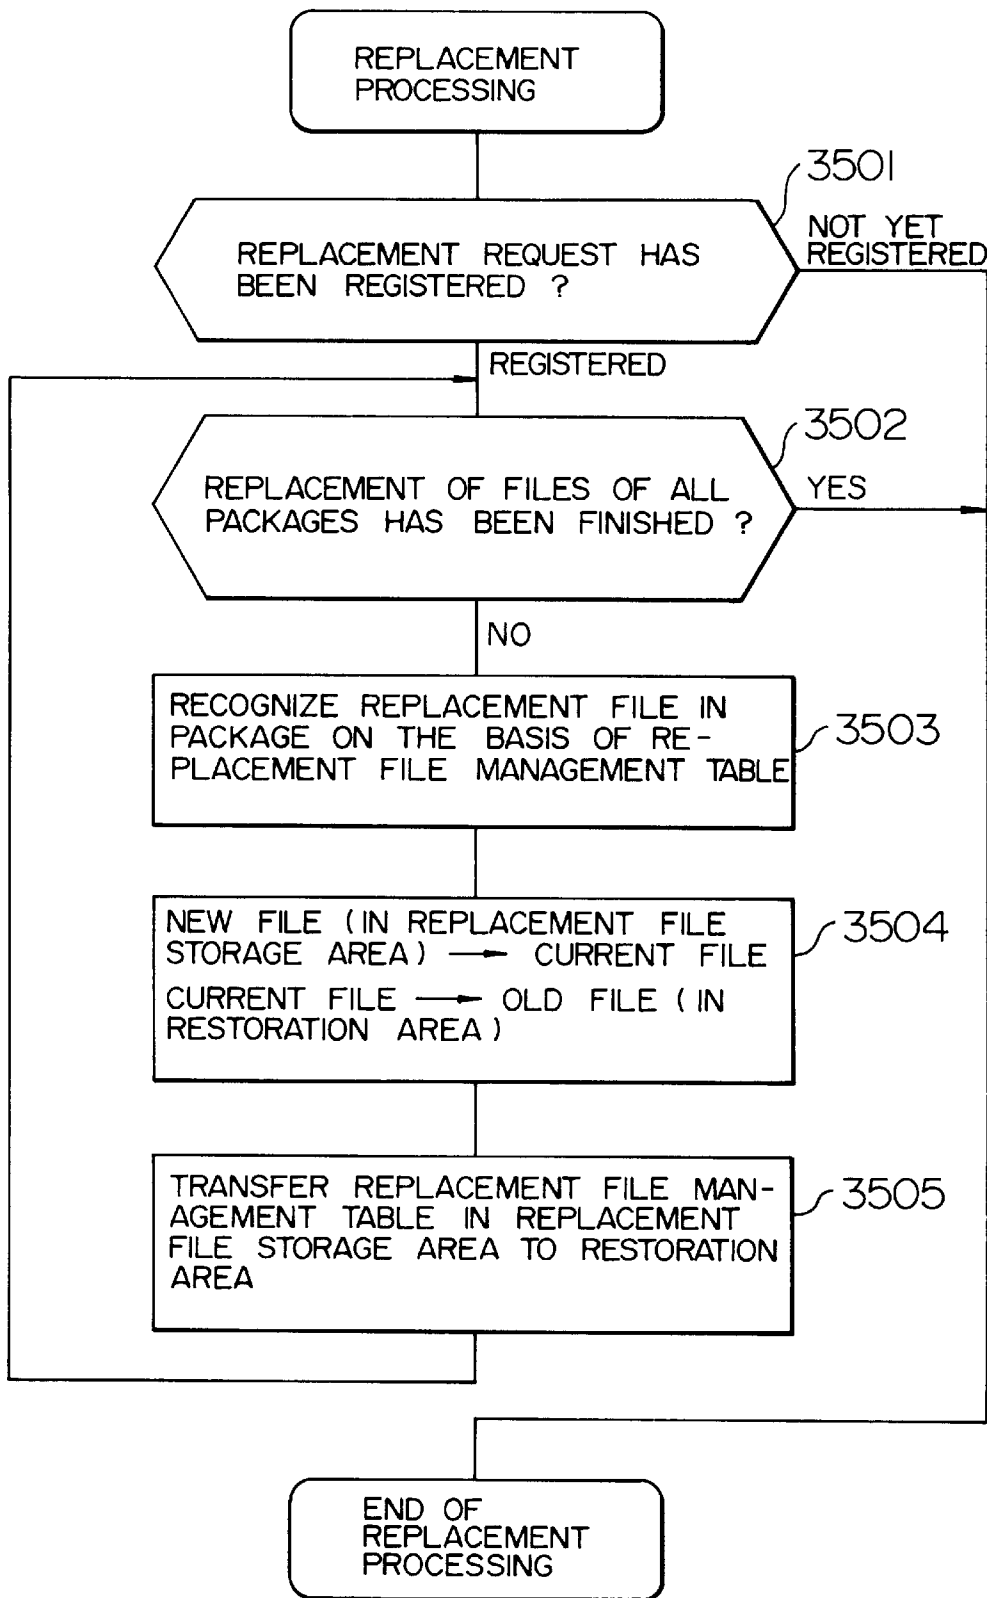 REPLACEMENT
PROCESSING
3501
REPLACEMENT REQUEST HAS
BEEN REGISTERED ?
NOT YET
REGISTERED
REGISTERED
3502
REPLACEMENT OF FILES OF ALL
PACKAGES HAS BEEN FINISHED ?
YES
NO
RECOGNIZE REPLACEMENT FILE IN
PACKAGE ON THE BASIS OF RE-
PLACEMENT FILE MANAGEMENT TABLE
3503
NEW FILE (IN REPLACEMENT FILE
STORAGE AREA) → CURRENT FILE
CURRENT FILE → OLD FILE (IN
RESTORATION AREA)
3504
TRANSFER REPLACEMENT FILE MAN-
AGEMENT TABLE IN REPLACEMENT
FILE STORAGE AREA TO RESTORATION
AREA
3505
END OF
REPLACEMENT
PROCESSING